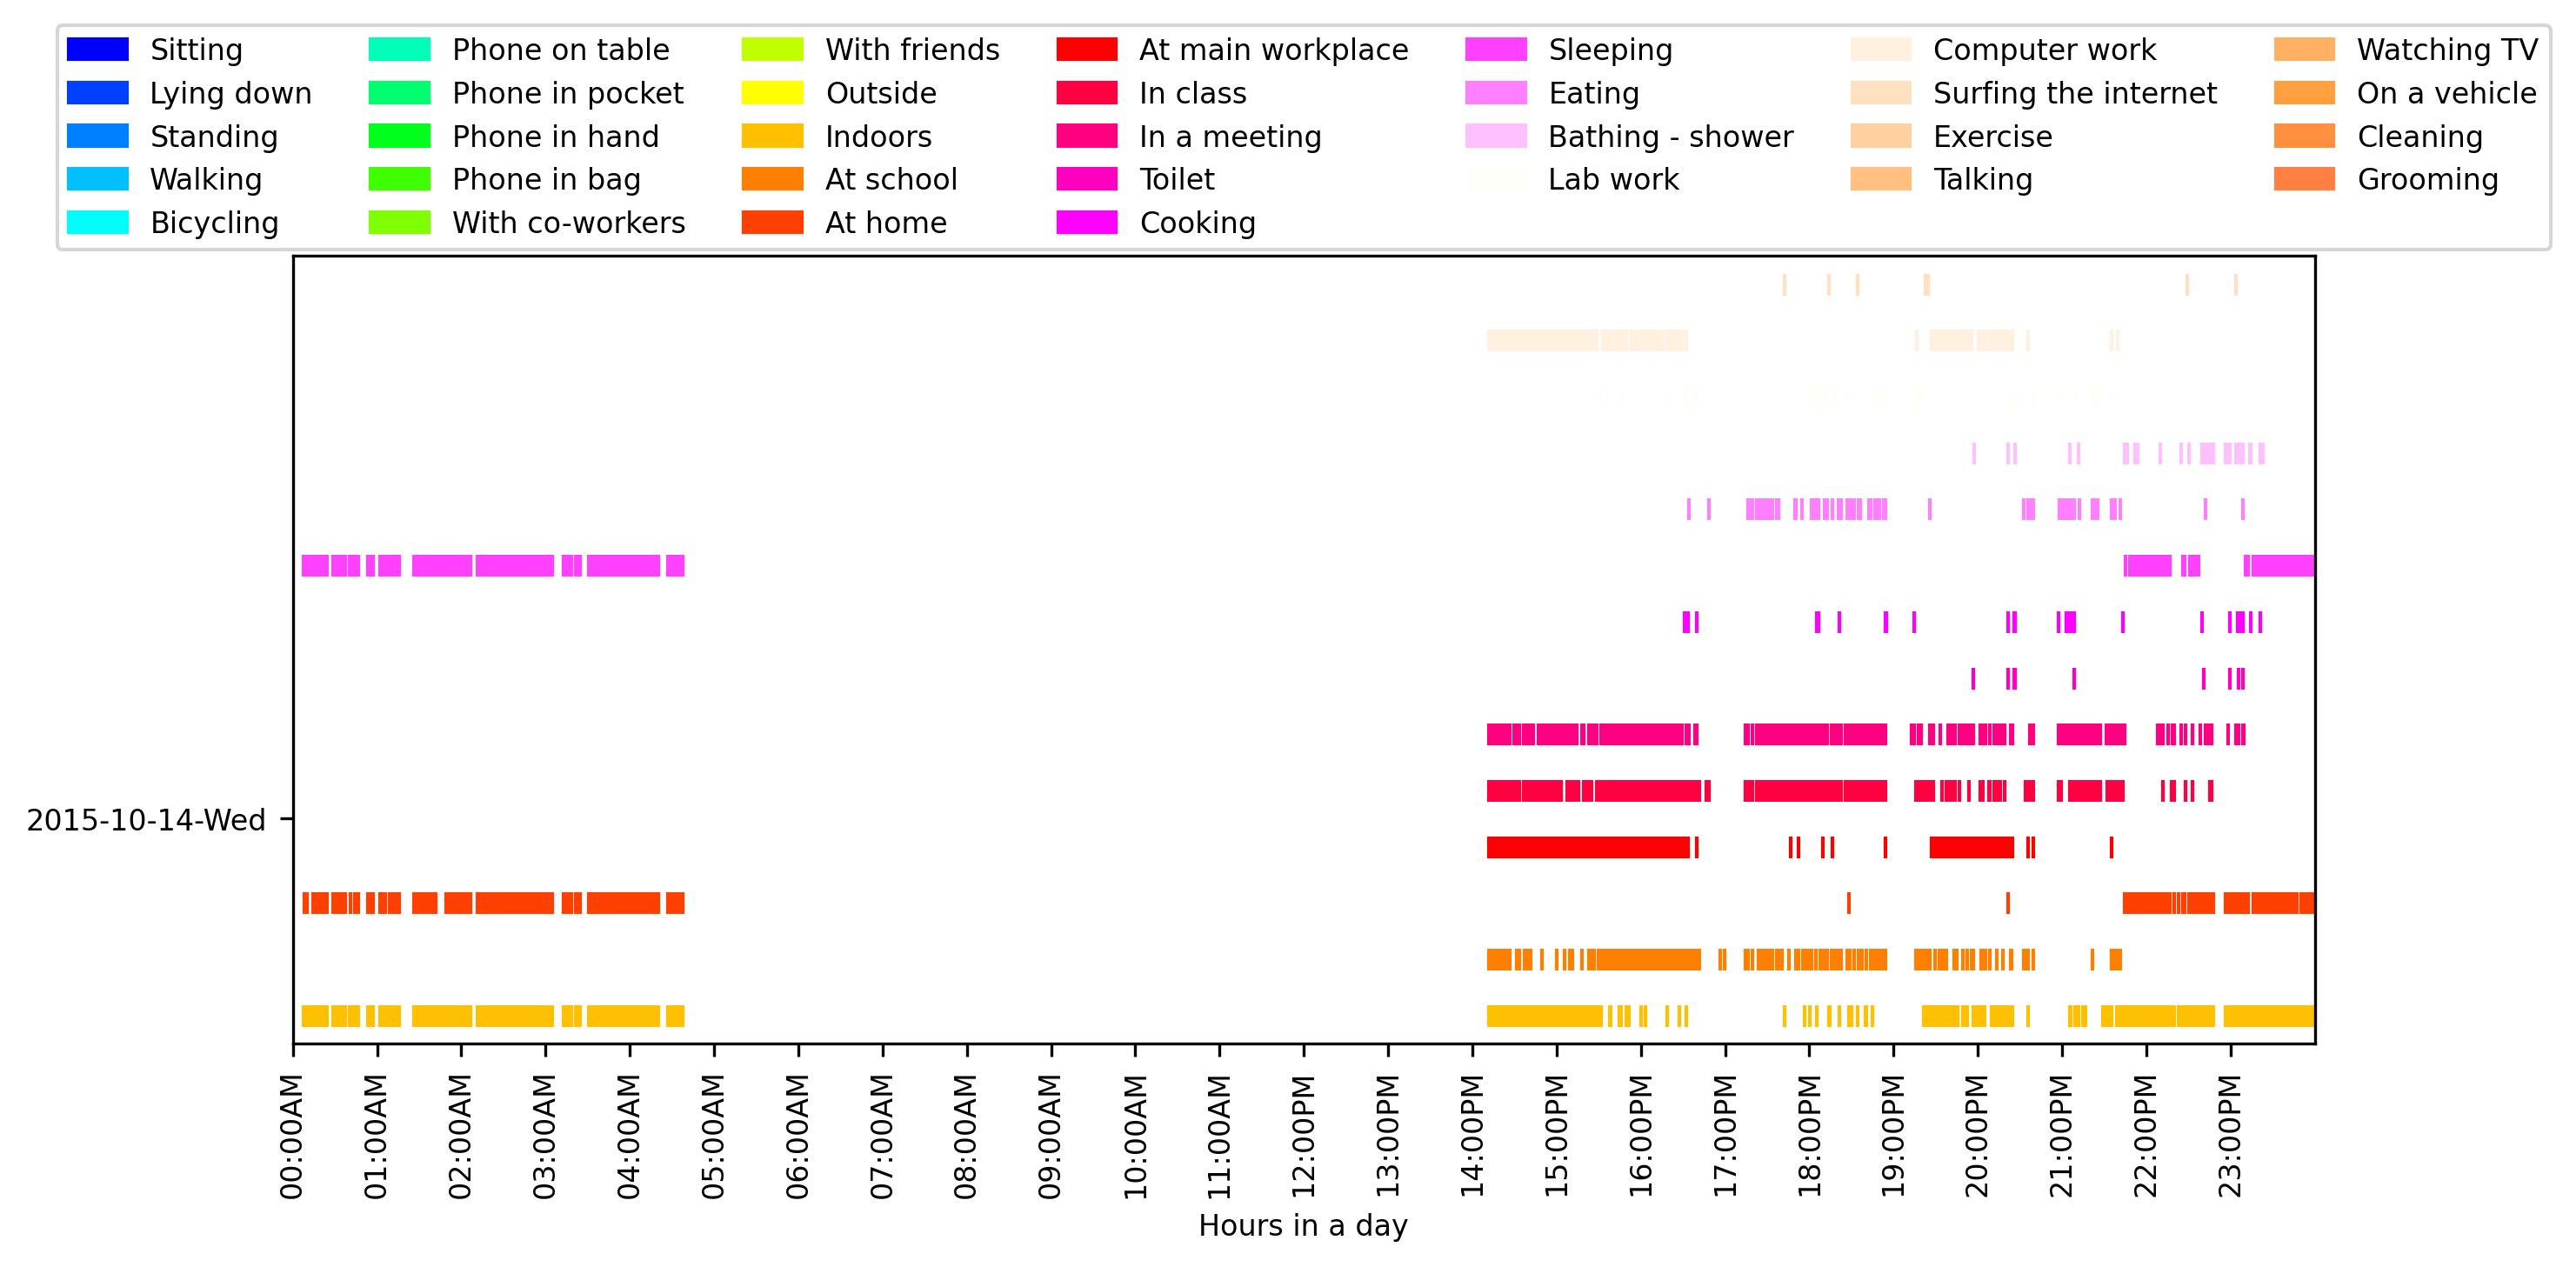 Sitting
Lying down
Standing
Walking
Bicycling
Phone on table
Phone in pocket
Phone in hand
Phone in bag
With co-workers
With friends
Outside
Indoors
At school
At home
At main workplace
In class
In a meeting
Toilet
Cooking
Sleeping
Eating
Bathing - shower
Lab work
Computer work
Surfing the internet
Exercise
Talking
Watching TV
On a vehicle
Cleaning
Grooming
2015-10-14-Wed
00:00AM
01:00AM
02:00AM
03:00AM
04:00AM
05:00AM
06:00AM
07:00AM
08:00AM
09:00AM
10:00AM
11:00AM
12:00PM
13:00PM
14:00PM
15:00PM
16:00PM
17:00PM
18:00PM
19:00PM
20:00PM
21:00PM
22:00PM
23:00PM
Hours in a day